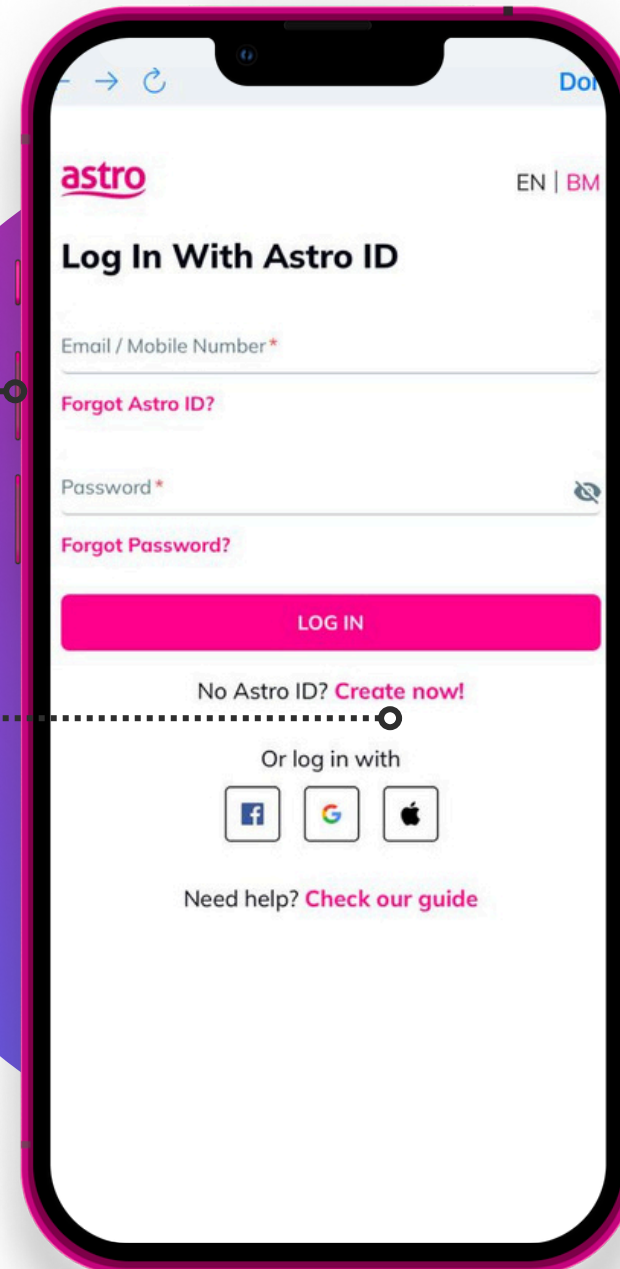 Don
astro
EN | BM
Log In With Astro ID
Email / Mobile Number*
Forgot Astro ID?
Password*
Forgot Password?
LOG IN
No Astro ID? Create now!
Or log in with
f G
Need help? Check our guide